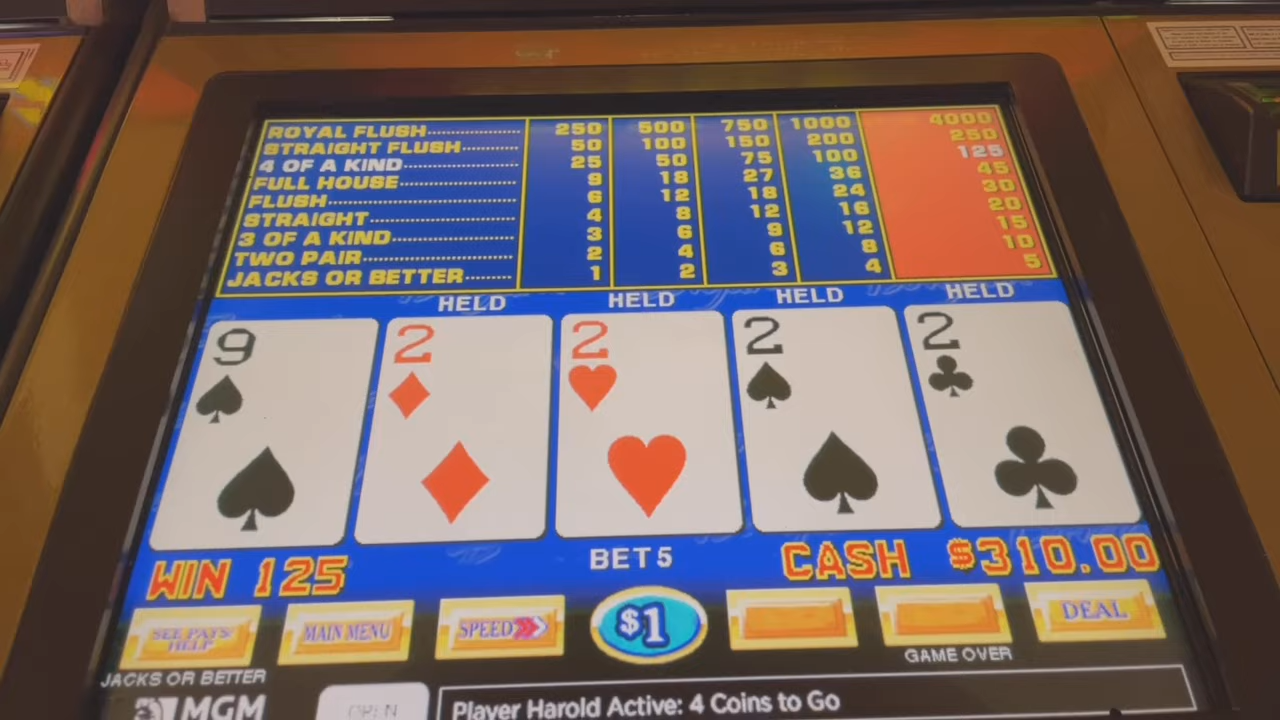 ROYAL FLUSH 250 500 750 1000 4000
STRAIGHT FLUSH 50 100 150 200 250
4 OF A KIND 25 50 75 100 125
FULL HOUSE 9 18 27 36 45
FLUSH 6 12 18 24 30
STRAIGHT 4 8 12 16 20
3 OF A KIND 3 6 9 12 15
TWO PAIR 2 4 6 8 10
JACKS OR BETTER 1 2 3 4 5
HELD HELD HELD HELD
9 2 2 2 2
WIN 125 BET 5 CASH $310.00
SEE PAYS HELP MAIN MENU SPEED $1 DEAL
GAME OVER
JACKS OR BETTER
MGM OPEN Player Harold Active: 4 Coins to Go